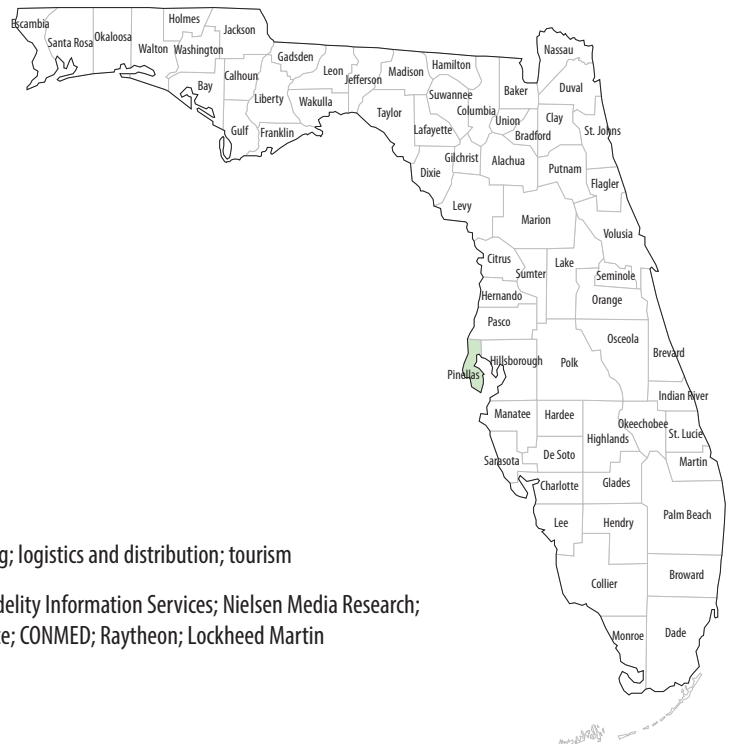 Escambia
Santa Rosa
Okaloosa
Walton
Holmes
Washington
Jackson
Bay
Calhoun
Gulf
Liberty
Franklin
Gadsden
Leon
Wakulla
Jefferson
Madison
Taylor
Hamilton
Suwannee
Lafayette
Columbia
Dixie
Gilchrist
Baker
Union
Bradford
Alachua
Nassau
Duval
Clay
St. Johns
Putnam
Flagler
Levy
Marion
Volusia
Citrus
Sumter
Lake
Seminole
Hernando
Orange
Pasco
Osceola
Brevard
Pinellas
Hillsborough
Polk
Indian River
Manatee
Hardee
Highlands
Okeechobee
St. Lucie
Sarasota
De Soto
Martin
Charlotte
Glades
Lee
Hendry
Palm Beach
Collier
Broward
Monroe
Dade
g; logistics and distribution; tourism
delity Information Services; Nielsen Media Research;
e; CONMED; Raytheon; Lockheed Martin